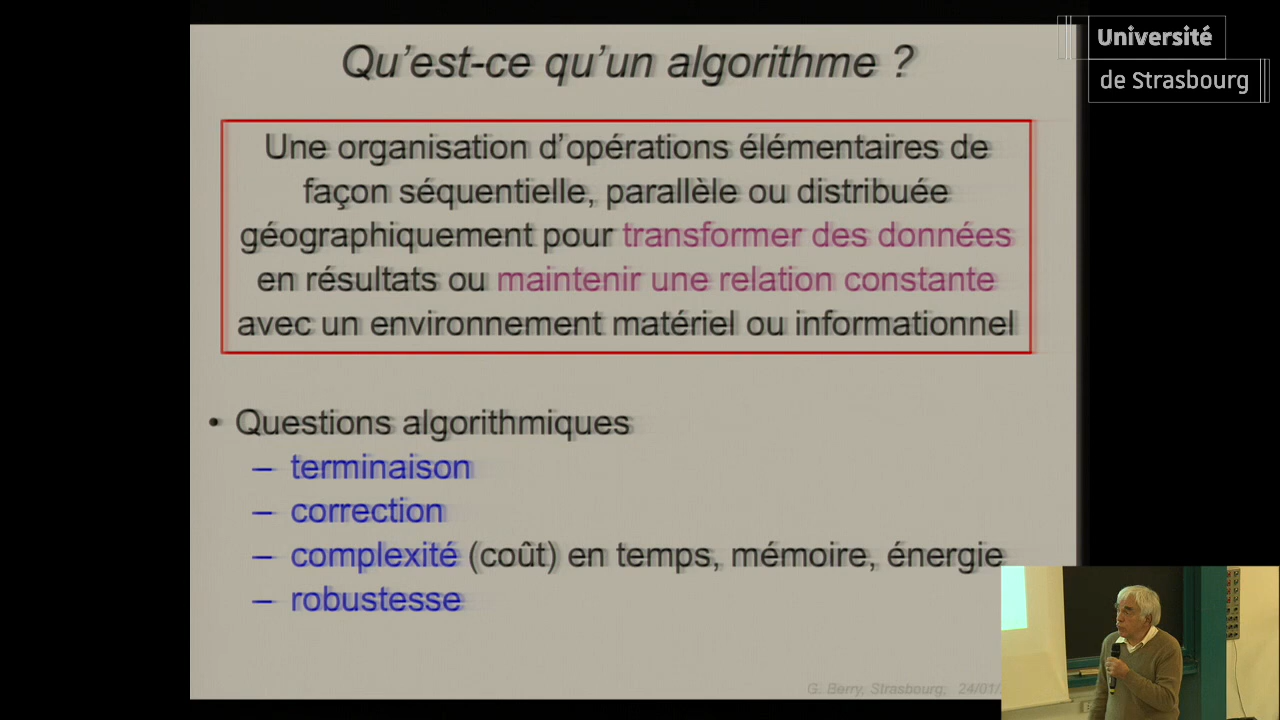 Qu'est-ce qu'un algorithme ?
Université
de Strasbourg
Une organisation d'opérations élémentaires de
façon séquentielle, parallèle ou distribuée
géographiquement pour transformer des données
en résultats ou maintenir une relation constante
avec un environnement matériel ou informationnel
• Questions algorithmiques
– terminaison
– correction
– complexité (coût) en temps, mémoire, énergie
– robustesse
G. Berry, Strasbourg, 24/01/